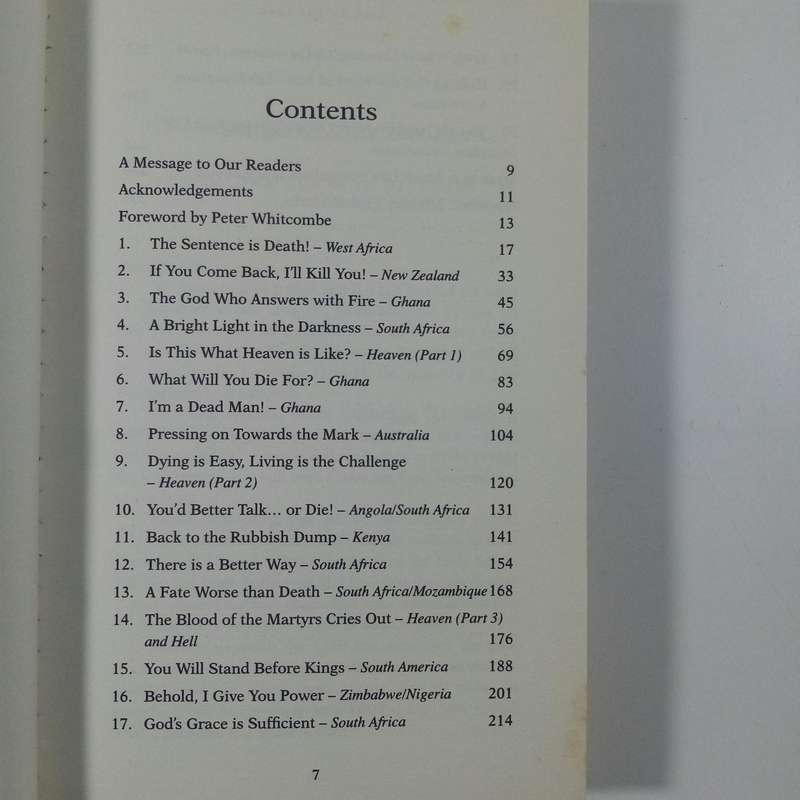 Contents
A Message to Our Readers 9
Acknowledgements 11
Foreword by Peter Whitcombe 13
1. The Sentence is Death! – West Africa 17
2. If You Come Back, I'll Kill You! – New Zealand 33
3. The God Who Answers with Fire – Ghana 45
4. A Bright Light in the Darkness – South Africa 56
5. Is This What Heaven is Like? – Heaven (Part 1) 69
6. What Will You Die For? – Ghana 83
7. I'm a Dead Man! – Ghana 94
8. Pressing on Towards the Mark – Australia 104
9. Dying is Easy, Living is the Challenge
– Heaven (Part 2) 120
10. You'd Better Talk… or Die! – Angola/South Africa 131
11. Back to the Rubbish Dump – Kenya 141
12. There is a Better Way – South Africa 154
13. A Fate Worse than Death – South Africa/Mozambique 168
14. The Blood of the Martyrs Cries Out – Heaven (Part 3)
and Hell 176
15. You Will Stand Before Kings – South America 188
16. Behold, I Give You Power – Zimbabwe/Nigeria 201
17. God's Grace is Sufficient – South Africa 214
7